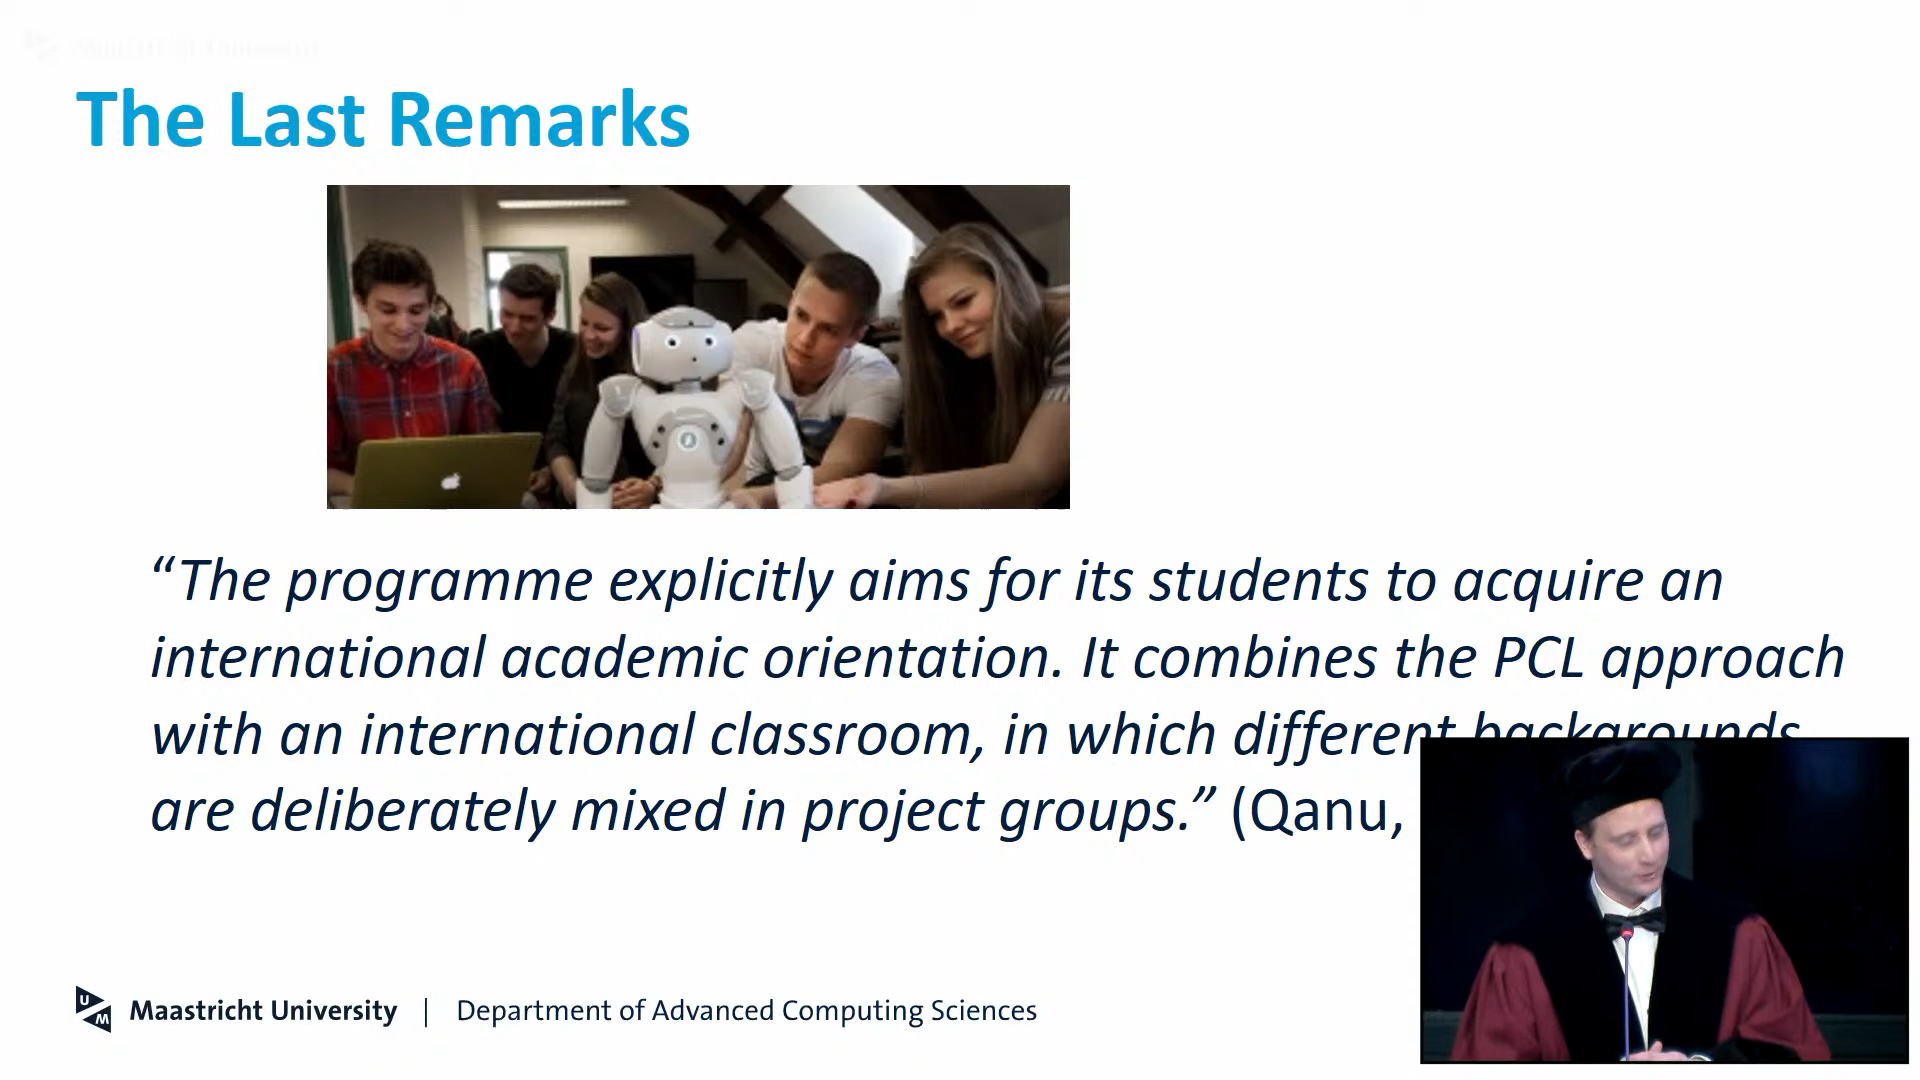 The Last Remarks
“The programme explicitly aims for its students to acquire an
international academic orientation. It combines the PCL approach
with an international classroom, in which different backgrounds
are deliberately mixed in project groups.” (Qanu,
UM Maastricht University | Department of Advanced Computing Sciences